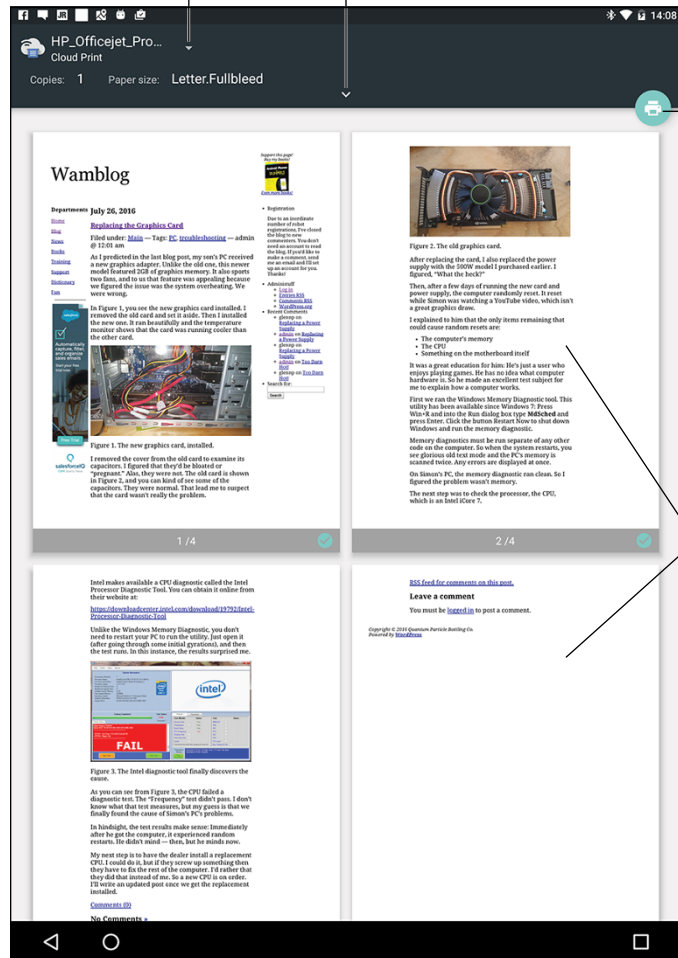 14:08
HP_Officejet_Pro...
Cloud Print
Copies: 1 Paper size: Letter.Fullbleed
Wamblog
Support this page!
Buy my books!
Even more books!
Departments
Home
Blog
News
Books
Training
Support
Dictionary
Fun
Automatically
capture, filter
and organize
sales emails
Free Trial
salesforceIQ
July 26, 2016
Replacing the Graphics Card
Filed under: Main — Tags: PC, troubleshooting — admin
@ 12:01 am
As I predicted in the last blog post, my son's PC received
a new graphics adapter. Unlike the old one, this newer
model featured 2GB of graphics memory. It also sports
two fans, and to us that feature was appealing because
we figured the issue was the system overheating. We
were wrong.
In Figure 1, you see the new graphics card installed. I
removed the old card and set it aside. Then I installed
the new one. It ran beautifully and the temperature
monitor shows that the card was running cooler than
the other card.
Figure 1. The new graphics card, installed.
I removed the cover from the old card to examine its
capacitors. I figured that they'd be bloated or
"pregnant." Alas, they were not. The old card is shown
in Figure 2, and you can kind of see some of the
capacitors. They were normal. That lead me to suspect
that the card wasn't really the problem.
• Registration
Due to an inordinate
number of robot
registrations, I've closed
the blog to new
commenters. You don't
need an account to read
the blog. If you'd like to
make a comment, send
me an email and I'll set
up an account for you.
Thanks!
• Adminstuff
Log in
Entries RSS
Comments RSS
WordPress.org
• Recent Comments
glennp on
Replacing a Power
Supply
admin on Replacing
a Power Supply
glennp on
Replacing a Power
Supply
admin on Too Darn
Hot!
glennp on Too Darn
Hot!
• Search for:
Search
1 /4
Figure 2. The old graphics card.
After replacing the card, I also replaced the power
supply with the 500W model I purchased earlier. I
figured, "What the heck!"
Then, after a few days of running the new card and
power supply, the computer randomly reset. It reset
while Simon was watching a YouTube video, which isn't
a great graphics draw.
I explained to him that the only items remaining that
could cause random resets are:
• The computer's memory
• The CPU
• Something on the motherboard itself
It was a great education for him: He's just a user who
enjoys playing games. He has no idea what computer
hardware is. So he made an excellent test subject for
me to explain how a computer works.
First we ran the Windows Memory Diagnostic tool. This
utility has been available since Windows 7: Press
Win+R and into the Run dialog box type MdSched and
press Enter. Click the button Restart Now to shut down
Windows and run the memory diagnostic.
Memory diagnostics must be run separate of any other
code on the computer. So when the system restarts, you
see glorious old text mode and the PC's memory is
scanned twice. Any errors are displayed at once.
On Simon's PC, the memory diagnostic ran clean. So I
figured the problem wasn't memory.
The next step was to check the processor, the CPU,
which is an Intel iCore 7.
2 /4
Intel makes available a CPU diagnostic called the Intel
Processor Diagnostic Tool. You can obtain it online from
their website at:
https://downloadcenter.intel.com/download/19792/Intel-
Processor-Diagnostic-Tool
Unlike the Windows Memory Diagnostic, you don't
need to restart your PC to run the utility. Just open it
(after going through some initial gyrations), and then
the test runs. In this instance, the results surprised me.
intel
FAIL
Figure 3. The Intel diagnostic tool finally discovers the
cause.
As you can see from Figure 3, the CPU failed a
diagnostic test. The "Frequency" test didn't pass. I don't
know what that test measures, but my guess is that we
finally found the cause of Simon's PC's problems.
In hindsight, the test results make sense: Immediately
after he got the computer, it experienced random
restarts. He didn't mind — then, but he minds now.
My next step is to have the dealer install a replacement
CPU. I could do it, but if they screw up something then
they have to fix the rest of the computer. I'd rather that
they did that instead of me. So a new CPU is on order.
I'll write an updated post once we get the replacement
installed.
Comments (0)
No Comments »
RSS feed for comments on this post.
Leave a comment
You must be logged in to post a comment.
Copyright © 2016 Quantum Particle Bottling Co.
Powered by WordPress